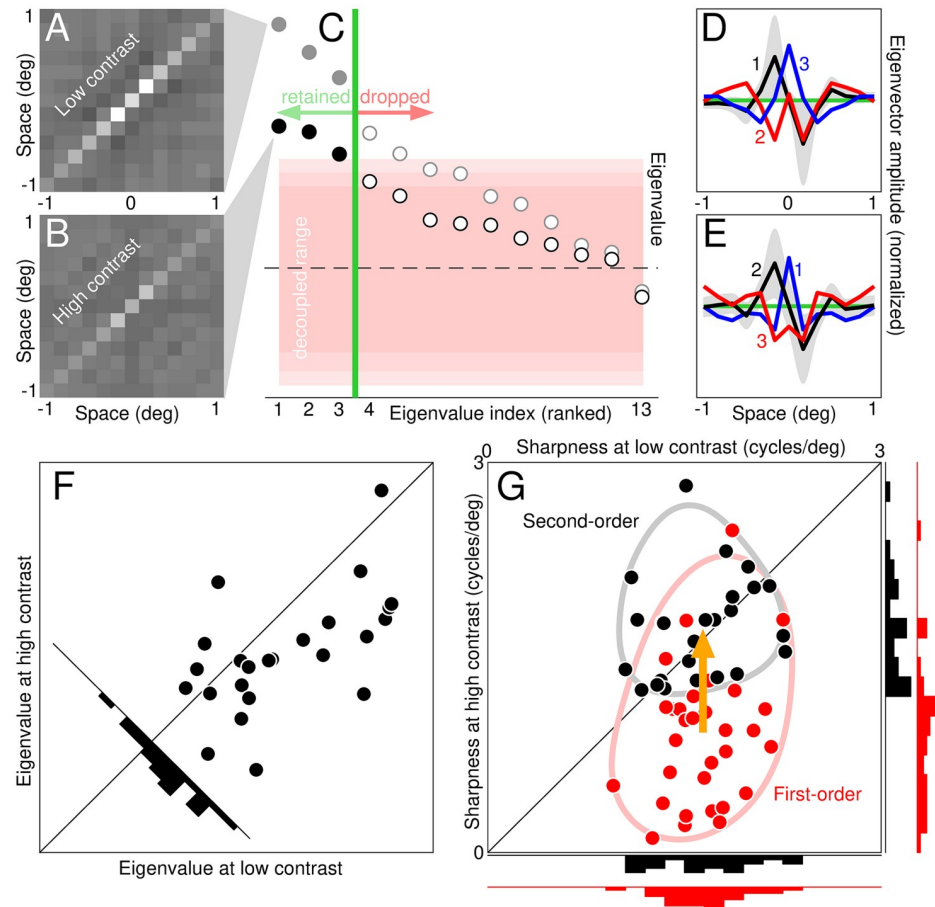 A
Low contrast
Space (deg)
1
-1
-1
0
1
B
High contrast
Space (deg)
1
-1
-1
Space (deg)
1
C
retained
dropped
decoupled range
Eigenvalue
1
2
3
4
Eigenvalue index (ranked)
13
D
1
3
2
-1
0
1
E
2
1
3
-1
Space (deg)
1
Eigenvector amplitude (normalized)
F
Eigenvalue at high contrast
Eigenvalue at low contrast
0
Sharpness at low contrast (cycles/deg)
3
G
3
Sharpness at high contrast (cycles/deg)
0
Second-order
First-order